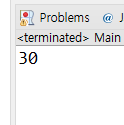 Problems @ J
<terminated> Main
30